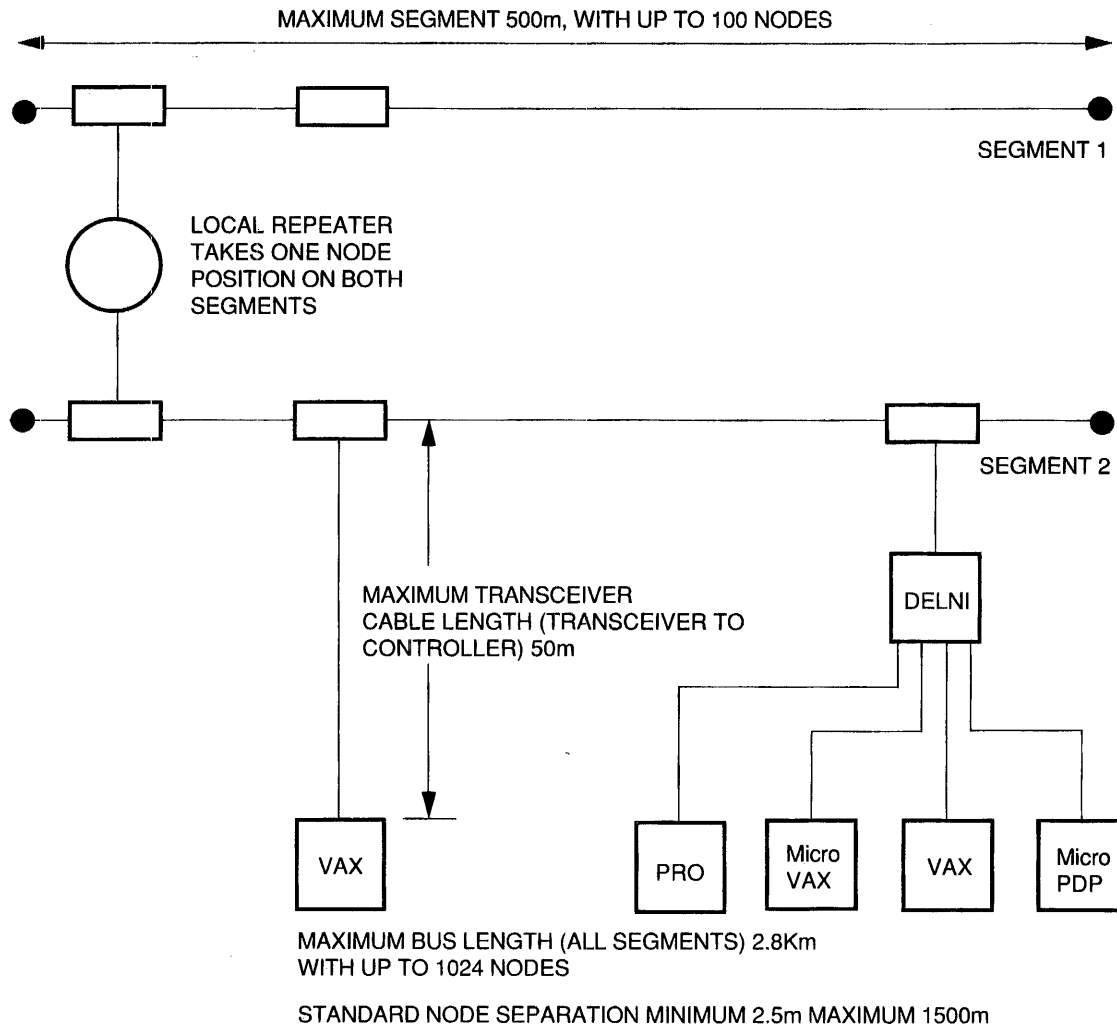 MAXIMUM SEGMENT 500m, WITH UP TO 100 NODES
SEGMENT 1
LOCAL REPEATER
TAKES ONE NODE
POSITION ON BOTH
SEGMENTS
SEGMENT 2
MAXIMUM TRANSCEIVER
CABLE LENGTH (TRANSCEIVER TO
CONTROLLER) 50m
DELNI
VAX
PRO
Micro
VAX
VAX
Micro
PDP
MAXIMUM BUS LENGTH (ALL SEGMENTS) 2.8Km
WITH UP TO 1024 NODES
STANDARD NODE SEPARATION MINIMUM 2.5m MAXIMUM 1500m